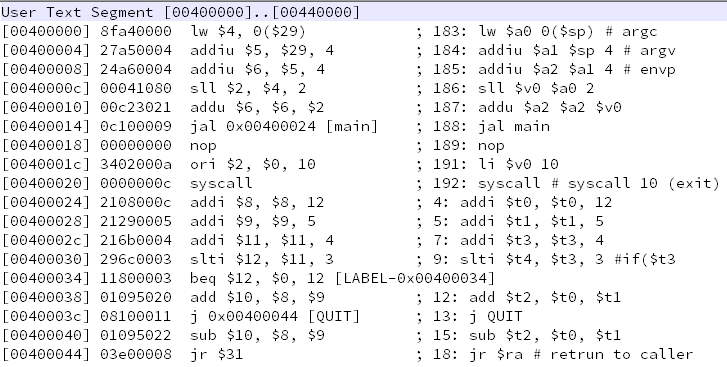 User Text Segment [00400000]..[00440000]
[00400000] 8fa40000  lw $4, 0($29)            ; 183: lw $a0 0($sp) # argc
[00400004] 27a50004  addiu $5, $29, 4         ; 184: addiu $a1 $sp 4 # argv
[00400008] 24a60004  addiu $6, $5, 4          ; 185: addiu $a2 $a1 4 # envp
[0040000c] 00041080  sll $2, $4, 2            ; 186: sll $v0 $a0 2
[00400010] 00c23021  addu $6, $6, $2          ; 187: addu $a2 $a2 $v0
[00400014] 0c100009  jal 0x00400024 [main]    ; 188: jal main
[00400018] 00000000  nop                      ; 189: nop
[0040001c] 3402000a  ori $2, $0, 10           ; 191: li $v0 10
[00400020] 0000000c  syscall                  ; 192: syscall # syscall 10 (exit)
[00400024] 2108000c  addi $8, $8, 12          ; 4: addi $t0, $t0, 12
[00400028] 21290005  addi $9, $9, 5           ; 5: addi $t1, $t1, 5
[0040002c] 216b0004  addi $11, $11, 4         ; 7: addi $t3, $t3, 4
[00400030] 296c0003  slti $12, $11, 3         ; 9: slti $t4, $t3, 3 #if($t3
[00400034] 11800003  beq $12, $0, 12 [LABEL-0x00400034]
[00400038] 01095020  add $10, $8, $9          ; 12: add $t2, $t0, $t1
[0040003c] 08100011  j 0x00400044 [QUIT]      ; 13: j QUIT
[00400040] 01095022  sub $10, $8, $9          ; 15: sub $t2, $t0, $t1
[00400044] 03e00008  jr $31                   ; 18: jr $ra # retrun to caller